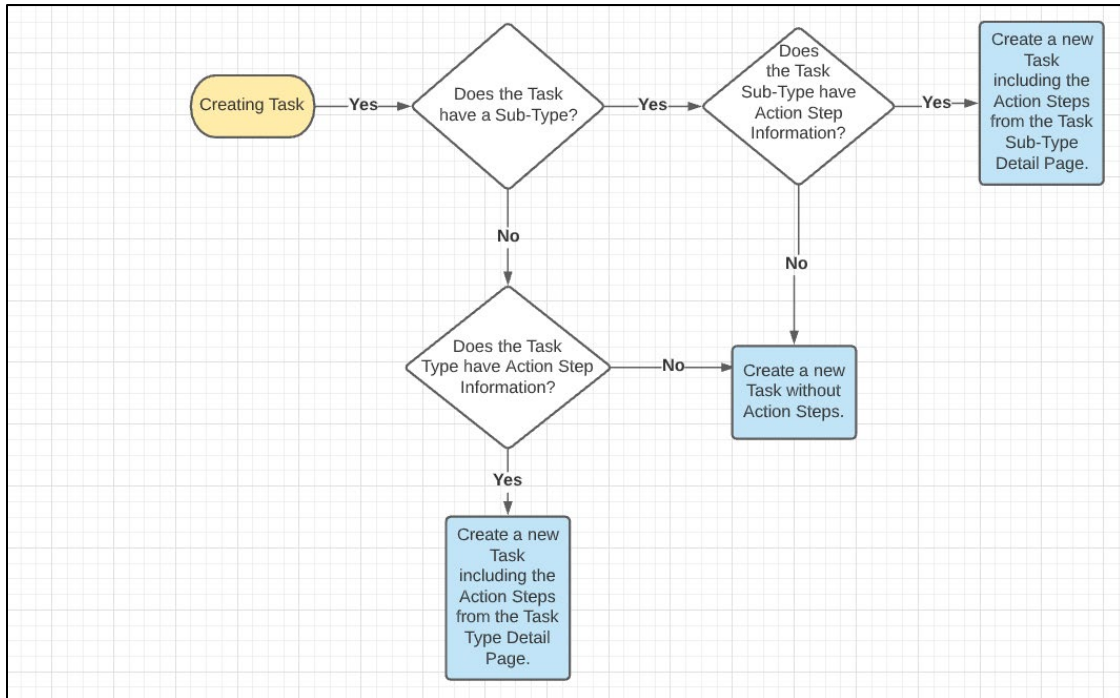 Creating Task
Yes
Does the Task
have a Sub-Type?
Yes
Does
the Task
Sub-Type have
Action Step
Information?
Yes
Create a new
Task
including the
Action Steps
from the Task
Sub-Type
Detail Page.
No
No
Does the Task
Type have Action Step
Information?
No
Create a new
Task without
Action Steps.
Yes
Create a new
Task
including the
Action Steps
from the Task
Type Detail
Page.